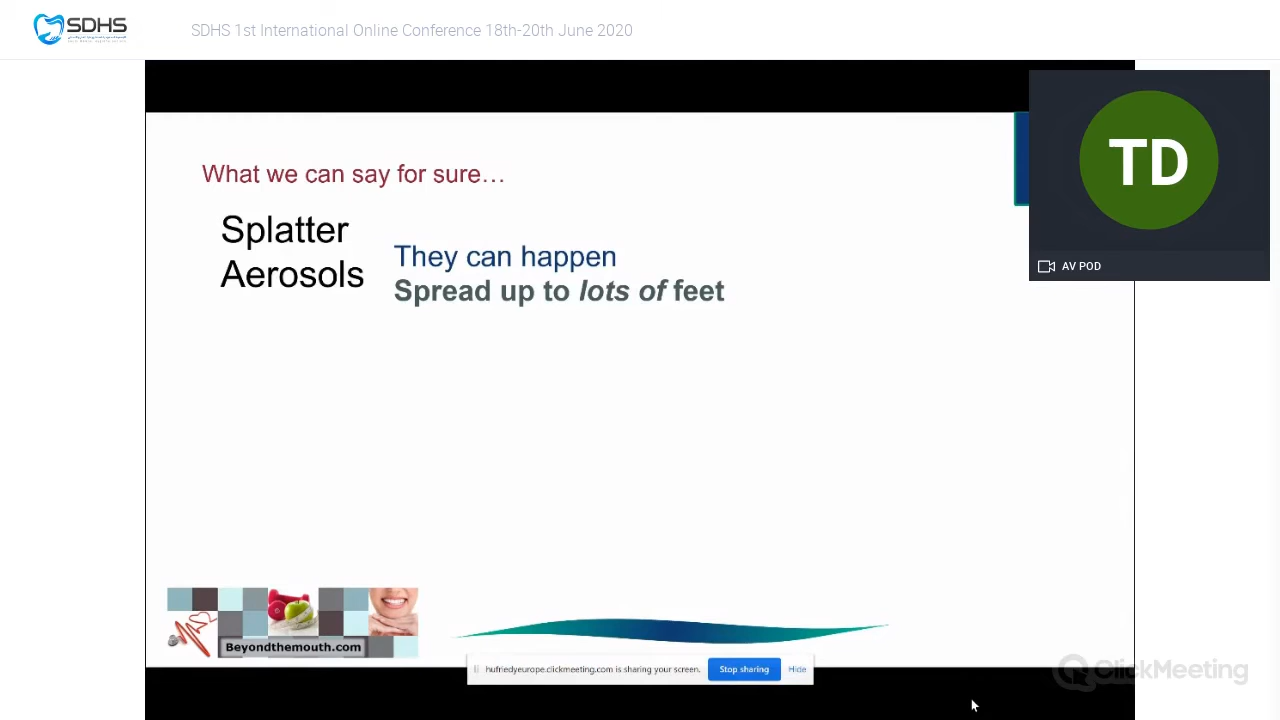 SDHS
SDHS 1st International Online Conference 18th-20th June 2020
TD
AV POD
What we can say for sure…
Splatter
Aerosols
They can happen
Spread up to lots of feet
Beyondthemouth.com
hufriedyeurope.clickmeeting.com is sharing your screen.
Stop sharing
Hide
ClickMeeting